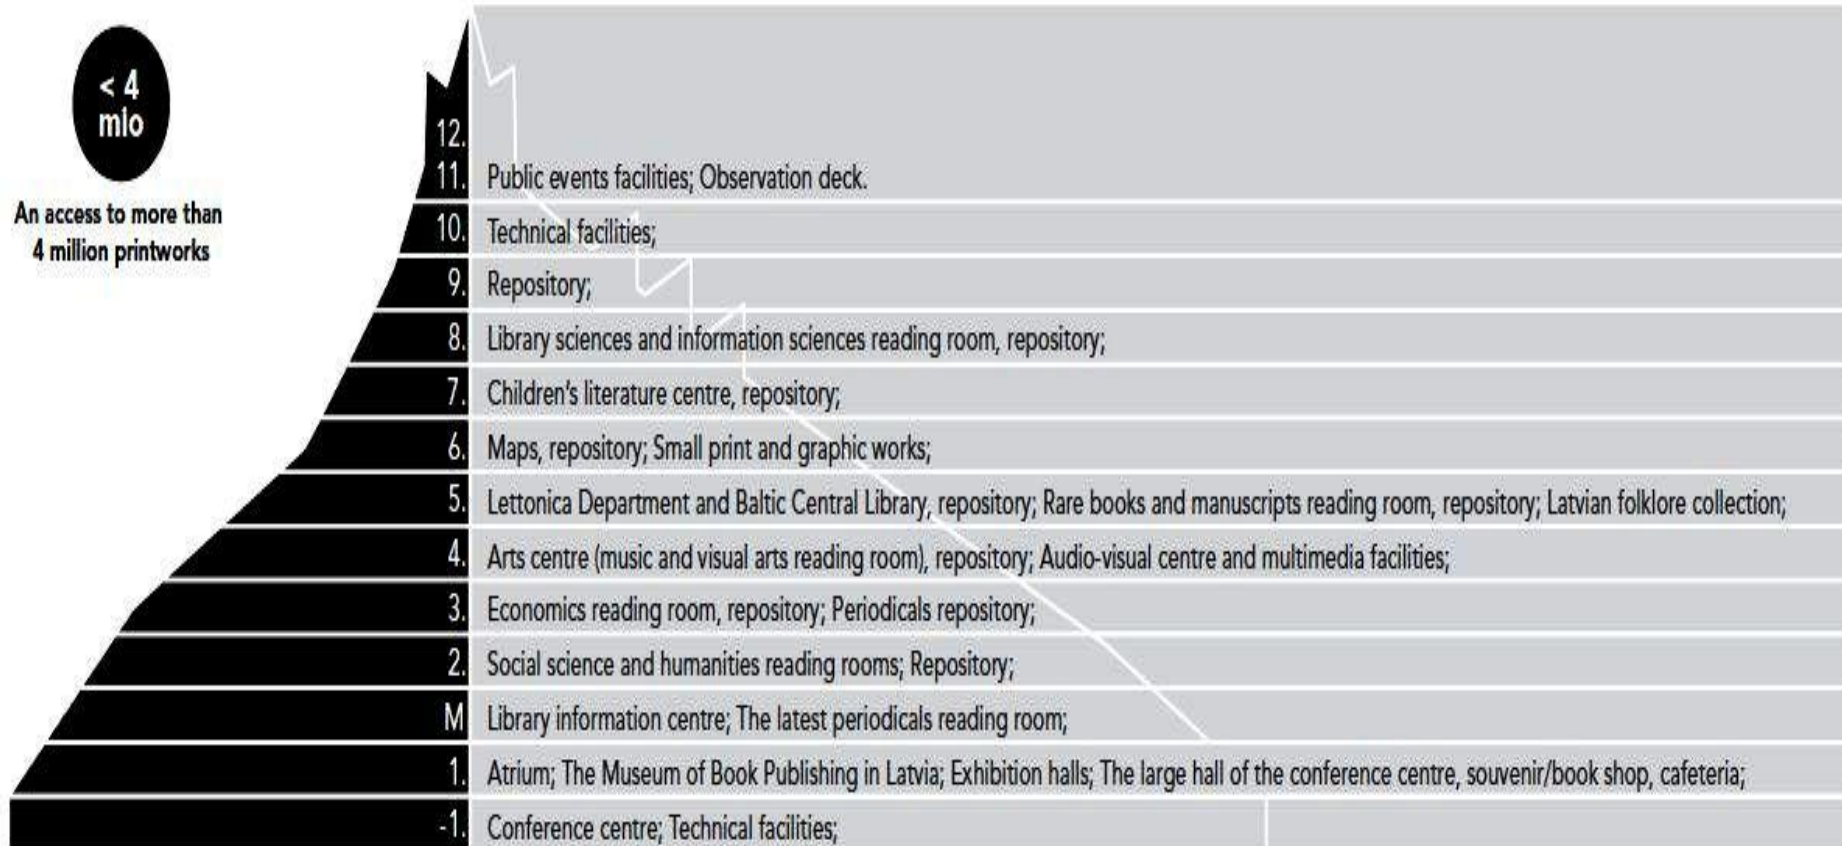 < 4
mio
An access to more than
4 million printworks
12.
11. Public events facilities; Observation deck.
10. Technical facilities;
9. Repository;
8. Library sciences and information sciences reading room, repository;
7. Children's literature centre, repository;
6. Maps, repository; Small print and graphic works;
5. Lettonica Department and Baltic Central Library, repository; Rare books and manuscripts reading room, repository; Latvian folklore collection;
4. Arts centre (music and visual arts reading room), repository; Audio-visual centre and multimedia facilities;
3. Economics reading room, repository; Periodicals repository;
2. Social science and humanities reading rooms; Repository;
M Library information centre; The latest periodicals reading room;
1. Atrium; The Museum of Book Publishing in Latvia; Exhibition halls; The large hall of the conference centre, souvenir/book shop, cafeteria;
-1. Conference centre; Technical facilities;